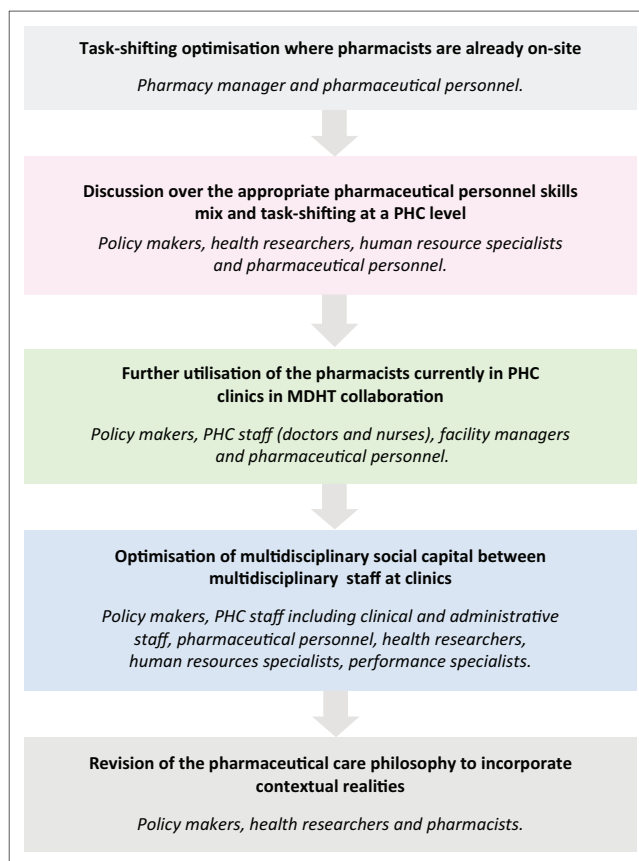 Task-shifting optimisation where pharmacists are already on-site
Pharmacy manager and pharmaceutical personnel.
Discussion over the appropriate pharmaceutical personnel skills
mix and task-shifting at a PHC level
Policy makers, health researchers, human resource specialists
and pharmaceutical personnel.
Further utilisation of the pharmacists currently in PHC
clinics in MDHT collaboration
Policy makers, PHC staff (doctors and nurses), facility managers
and pharmaceutical personnel.
Optimisation of multidisciplinary social capital between
multidisciplinary staff at clinics
Policy makers, PHC staff including clinical and administrative
staff, pharmaceutical personnel, health researchers,
human resources specialists, performance specialists.
Revision of the pharmaceutical care philosophy to incorporate
contextual realities
Policy makers, health researchers and pharmacists.